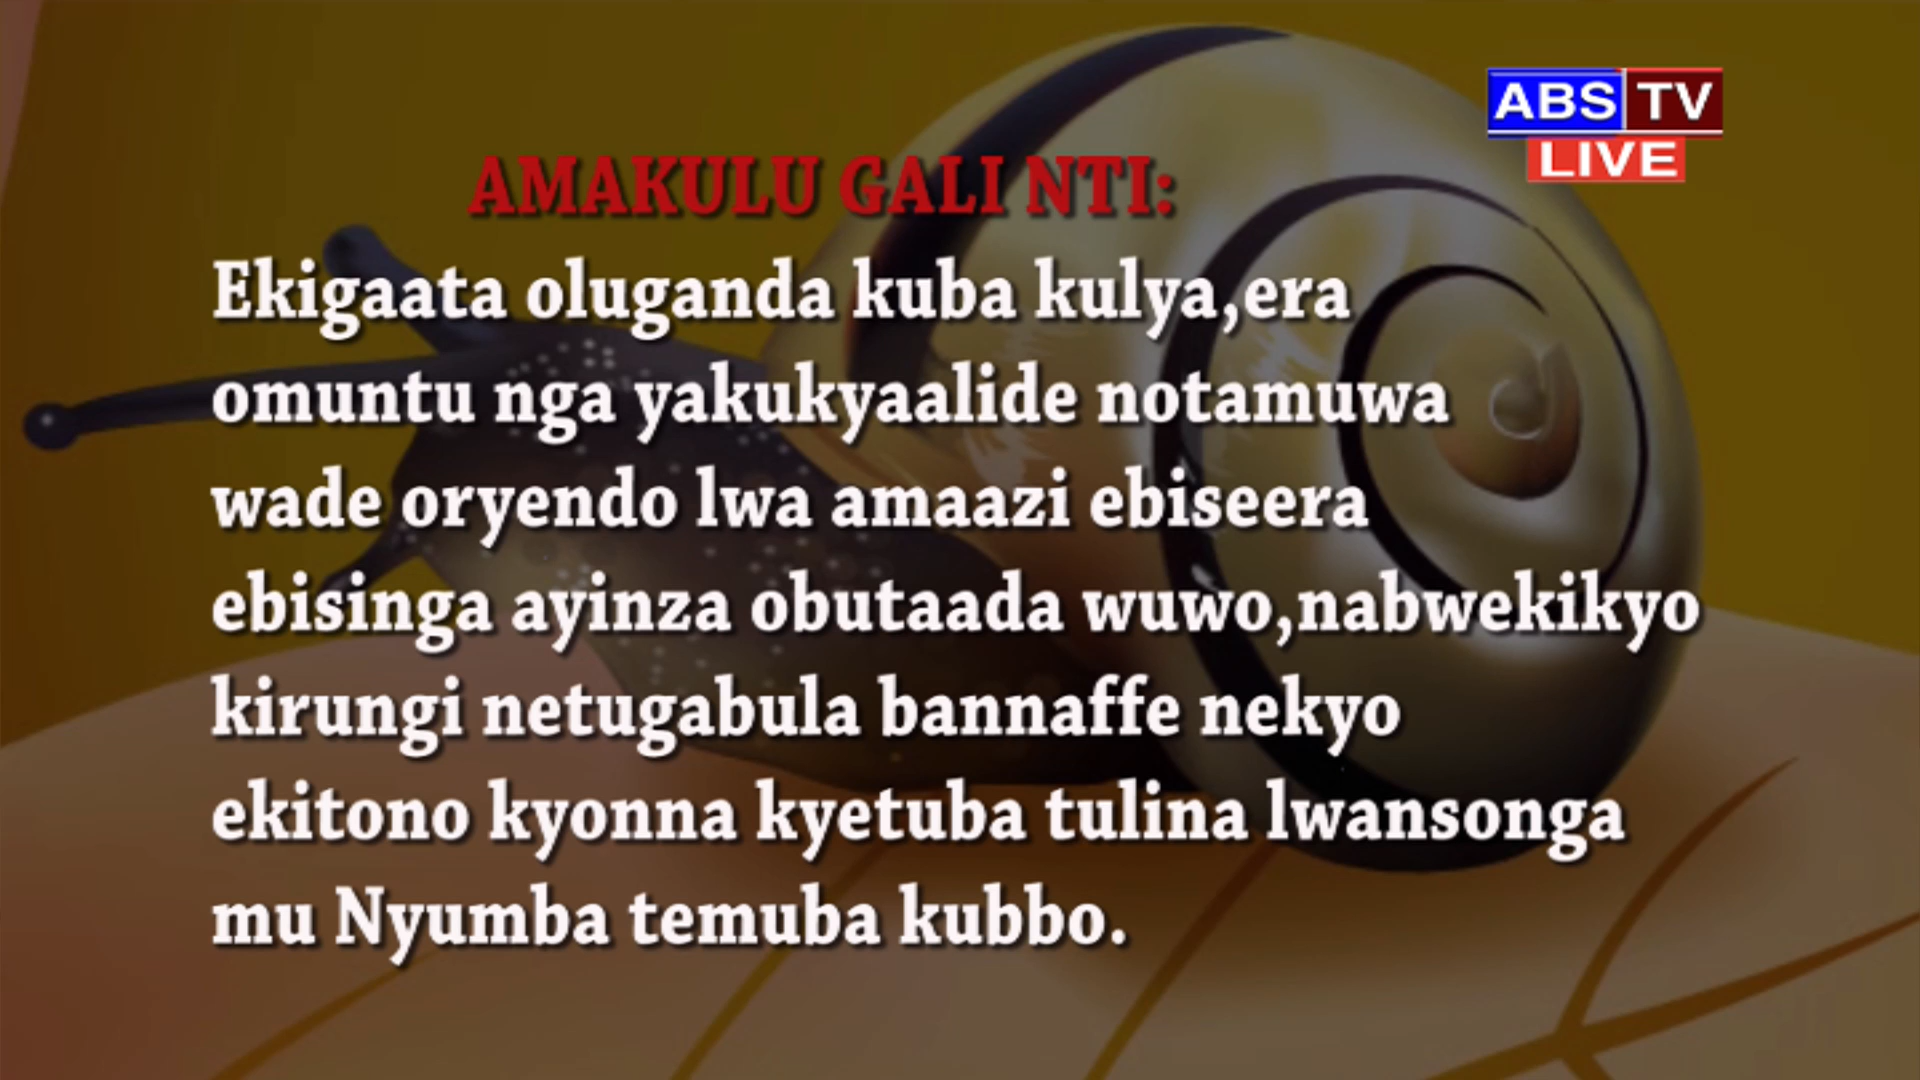 ABS TV
LIVE
AMAKULU GALI NTI:
Ekigaata oluganda kuba kulya,era
omuntu nga yakukyaalide notamuwa
wade oryendo lwa amaazi ebiseera
ebisinga ayinza obutaada wuwo,nabwekikyo
kirungi netugabula bannaffe nekyo
ekitono kyonna kyetuba tulina lwansonga
mu Nyumba temuba kubbo.